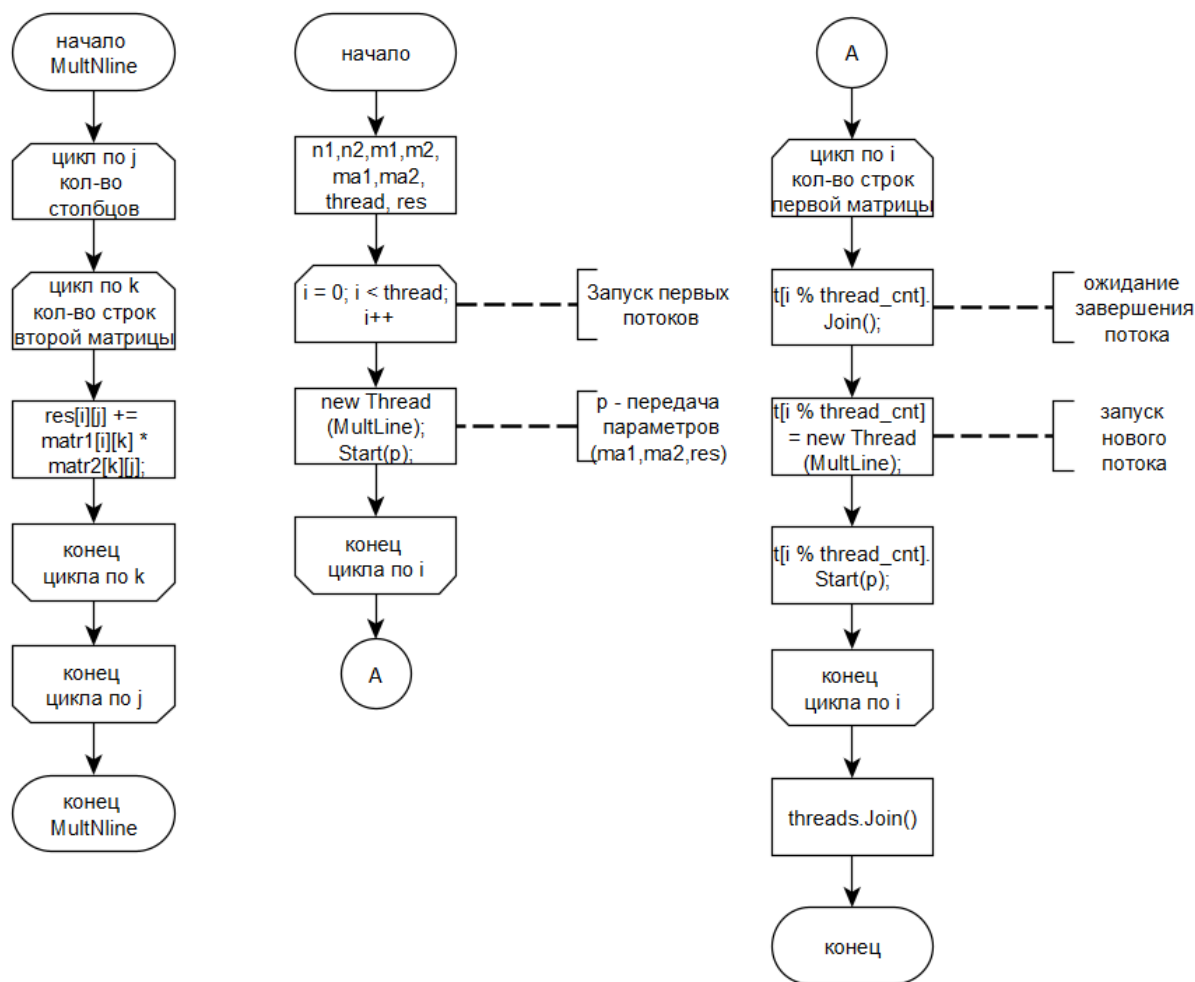 начало
MultNline
цикл по j
кол-во
столбцов
цикл по k
кол-во строк
второй матрицы
res[i][j] +=
matr1[i][k] *
matr2[k][j];
конец
цикла по k
конец
цикла по j
конец
MultNline
начало
n1,n2,m1,m2,
ma1,ma2,
thread, res
i = 0; i < thread;
i++
Запуск первых
потоков
new Thread
(MultLine);
Start(p);
p - передача
параметров
(ma1,ma2,res)
конец
цикла по i
A
A
цикл по i
кол-во строк
первой матрицы
t[i % thread_cnt].
Join();
ожидание
завершения
потока
t[i % thread_cnt]
= new Thread
(MultLine);
запуск
нового
потока
t[i % thread_cnt].
Start(p);
конец
цикла по i
threads.Join()
конец